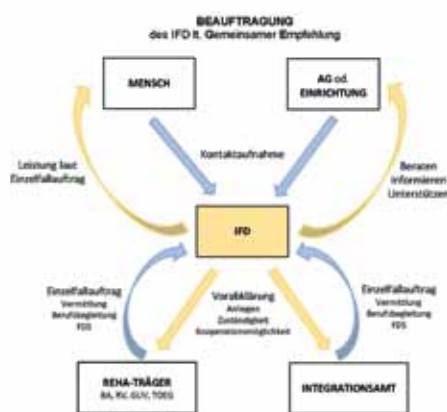 BEAUFTRAGUNG
des IFD lt. Gemeinsamer Empfehlung
MENSCH
AG od.
EINRICHTUNG
Kontaktaufnahme
Leistung laut
Einzelfallauftrag
Beraten
Informieren
Unterstützen
IFD
Einzelfallauftrag
Vermittlung
Berufsbegleitung
FDS
Vorabklärung
Anliegen
Zuständigkeit
Kooperationsmöglichkeit
Einzelfallauftrag
Vermittlung
Berufsbegleitung
FDS
REHA-TRÄGER
BA, RV, GUV, TOEG
INTEGRATIONSAMT